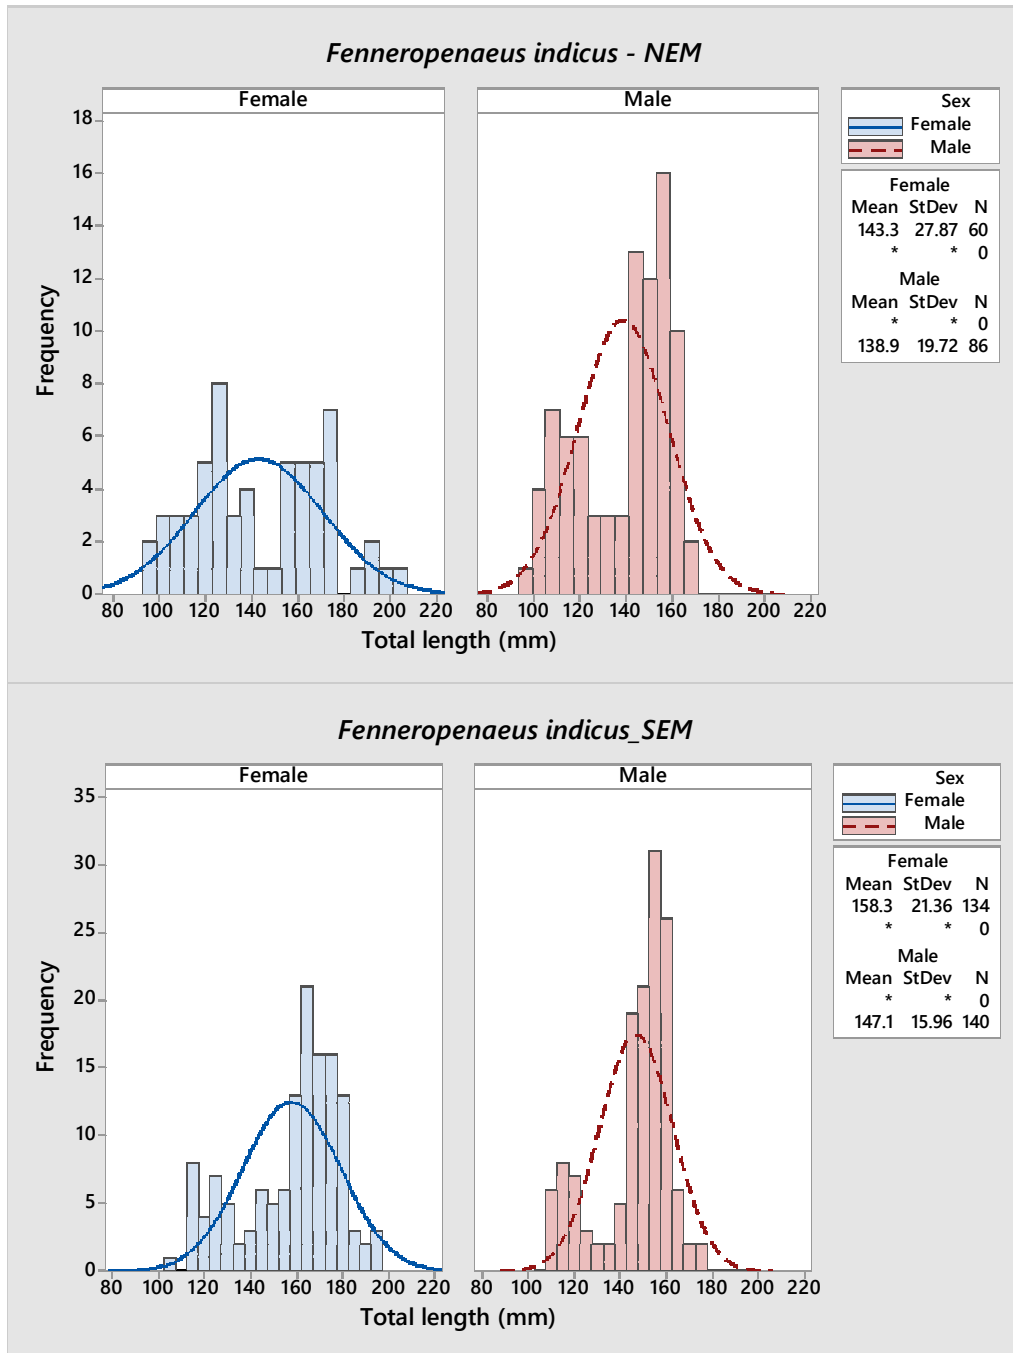 Fenneropenaeus indicus - NEM
Female
Male
18
16
14
12
10
8
6
4
2
0
Frequency
80 100 120 140 160 180 200 220
80 100 120 140 160 180 200 220
Total length (mm)
Sex
Female
Male
Female
Mean StDev N
143.3 27.87 60
* * 0
Male
Mean StDev N
* * 0
138.9 19.72 86
Fenneropenaeus indicus_SEM
Female
Male
35
30
25
20
15
10
5
0
Frequency
80 100 120 140 160 180 200 220
80 100 120 140 160 180 200 220
Total length (mm)
Sex
Female
Male
Female
Mean StDev N
158.3 21.36 134
* * 0
Male
Mean StDev N
* * 0
147.1 15.96 140